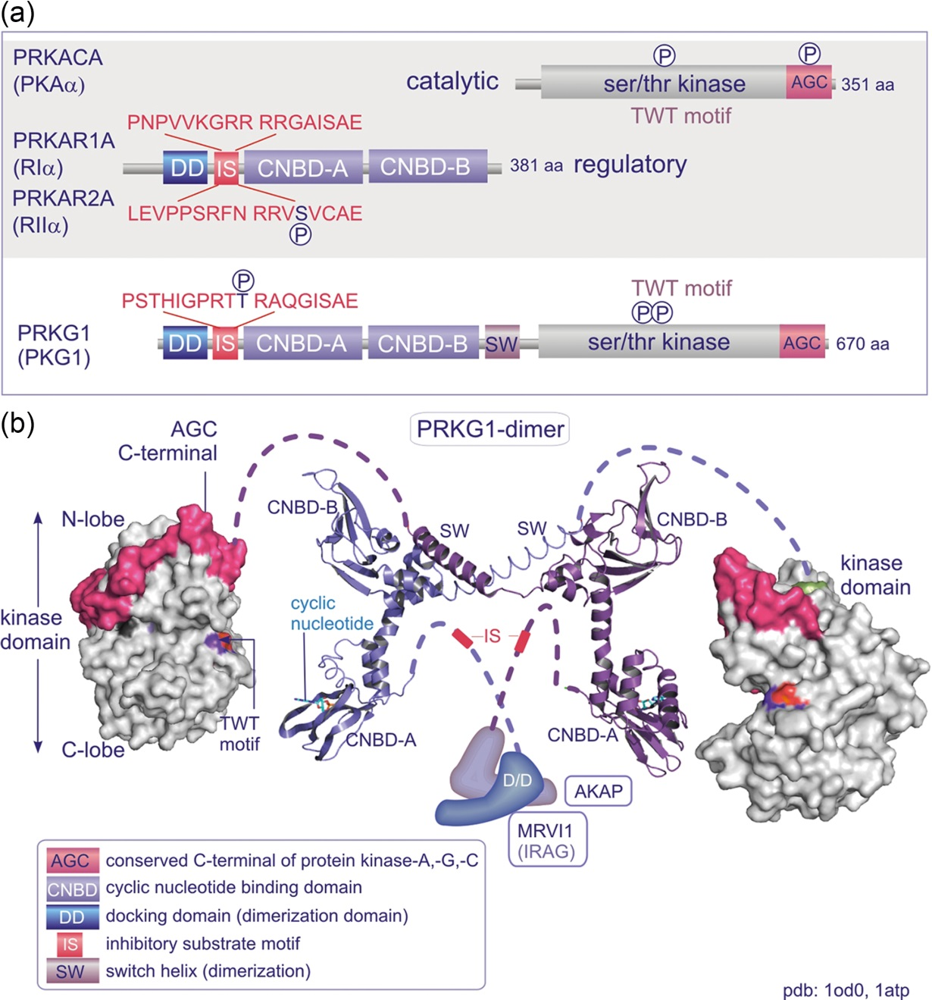 (a)
PRKACA
(PKAα)
catalytic
P
P
ser/thr kinase
AGC
351 aa
TWT motif
PNPVVKGRR RRGAISAE
PRKAR1A
(RIα)
DD
IS
CNBD-A
CNBD-B
381 aa
regulatory
PRKAR2A
(RIIα)
LEVPPSRFN RRVSVCAE
P
P
PSTHIGPRTT RAQGISAE
TWT motif
PP
PRKG1
(PKG1)
DD
IS
CNBD-A
CNBD-B
SW
ser/thr kinase
AGC
670 aa
(b)
PRKG1-dimer
AGC
C-terminal
N-lobe
kinase
domain
C-lobe
TWT
motif
CNBD-B
SW
SW
CNBD-B
cyclic
nucleotide
IS
CNBD-A
CNBD-A
kinase
domain
D/D
AKAP
MRVI1
(IRAG)
AGC conserved C-terminal of protein kinase-A,-G,-C
CNBD cyclic nucleotide binding domain
DD docking domain (dimerization domain)
IS inhibitory substrate motif
SW switch helix (dimerization)
pdb: 1od0, 1atp